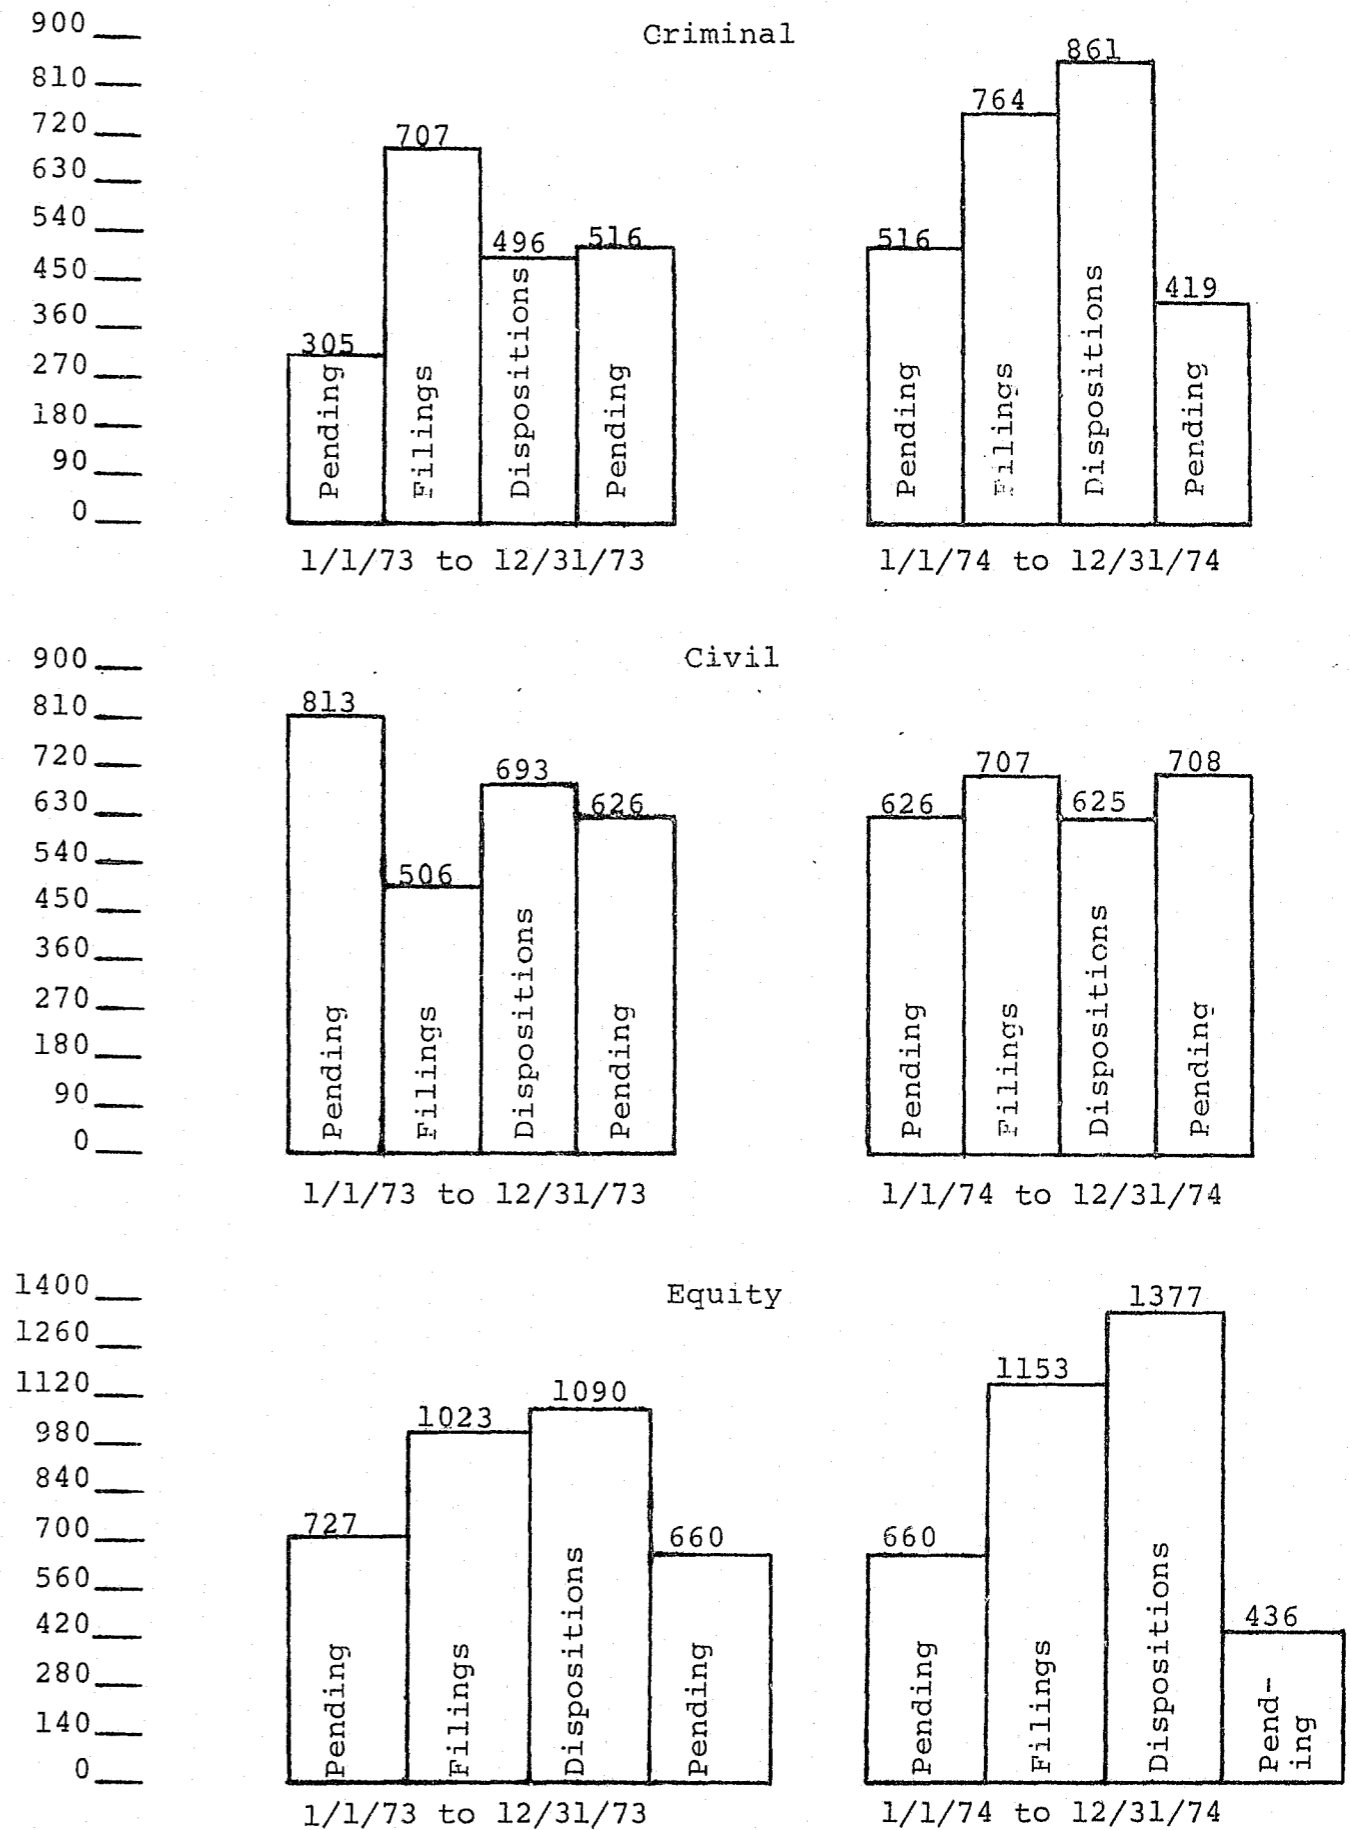 Criminal
900
810
720
630
540
450
360
270
180
90
0
305
707
496
516
Pending
Filings
Dispositions
Pending
1/1/73 to 12/31/73
516
764
861
419
Pending
Filings
Dispositions
Pending
1/1/74 to 12/31/74
Civil
900
810
720
630
540
450
360
270
180
90
0
813
506
693
626
Pending
Filings
Dispositions
Pending
1/1/73 to 12/31/73
626
707
625
708
Pending
Filings
Dispositions
Pending
1/1/74 to 12/31/74
Equity
1400
1260
1120
980
840
700
560
420
280
140
0
727
1023
1090
660
Pending
Filings
Dispositions
Pending
1/1/73 to 12/31/73
660
1153
1377
436
Pending
Filings
Dispositions
Pend-
ing
1/1/74 to 12/31/74